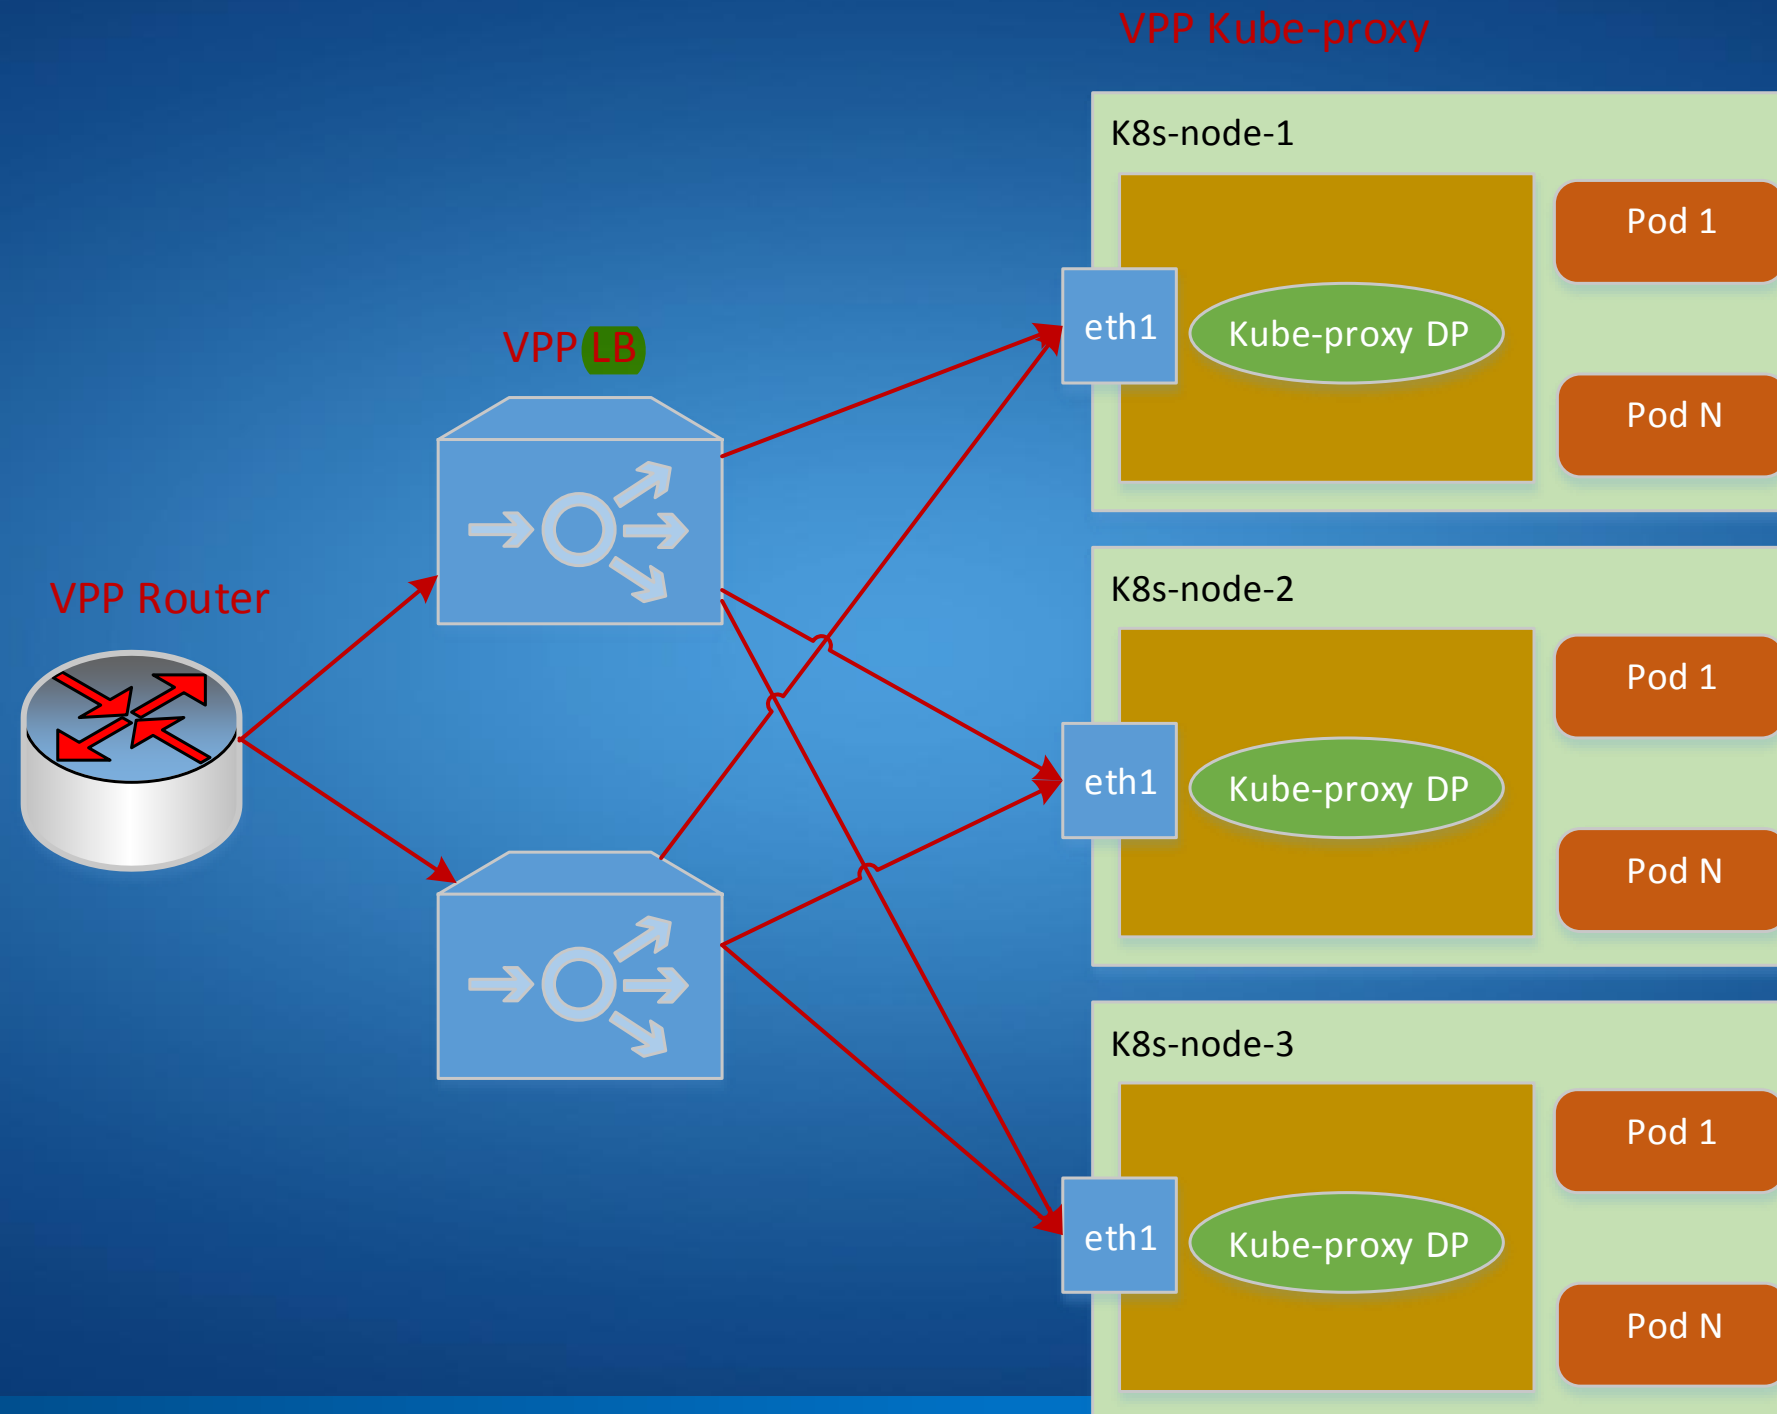 VPP Kube-proxy
K8s-node-1
Pod 1
eth1
Kube-proxy DP
VPP LB
Pod N
K8s-node-2
VPP Router
Pod 1
eth1
Kube-proxy DP
Pod N
K8s-node-3
Pod 1
eth1
Kube-proxy DP
Pod N